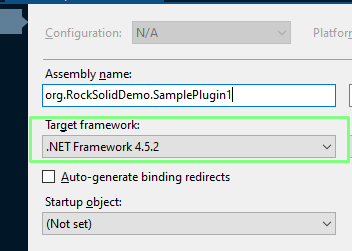 Configuration: N/A Platfor
Assembly name:
org.RockSolidDemo.SamplePlugin1
Target framework:
.NET Framework 4.5.2
Auto-generate binding redirects
Startup object:
(Not set)